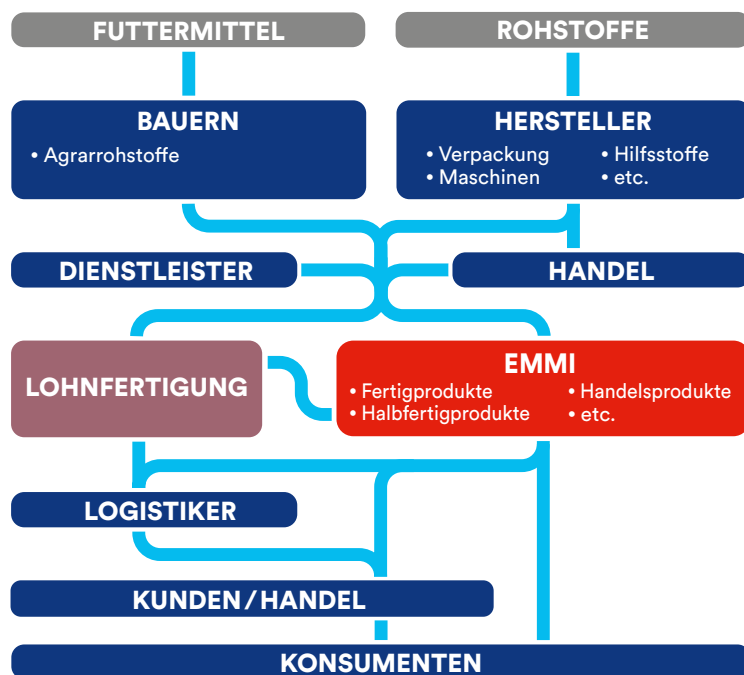 FUTTERMITTEL
ROHSTOFFE
BAUERN
• Agrarrohstoffe
HERSTELLER
• Verpackung
• Maschinen
• Hilfsstoffe
• etc.
DIENSTLEISTER
HANDEL
LOHNFERTIGUNG
EMMI
• Fertigprodukte
• Halbfertigprodukte
• Handelsprodukte
• etc.
LOGISTIKER
KUNDEN / HANDEL
KONSUMENTEN